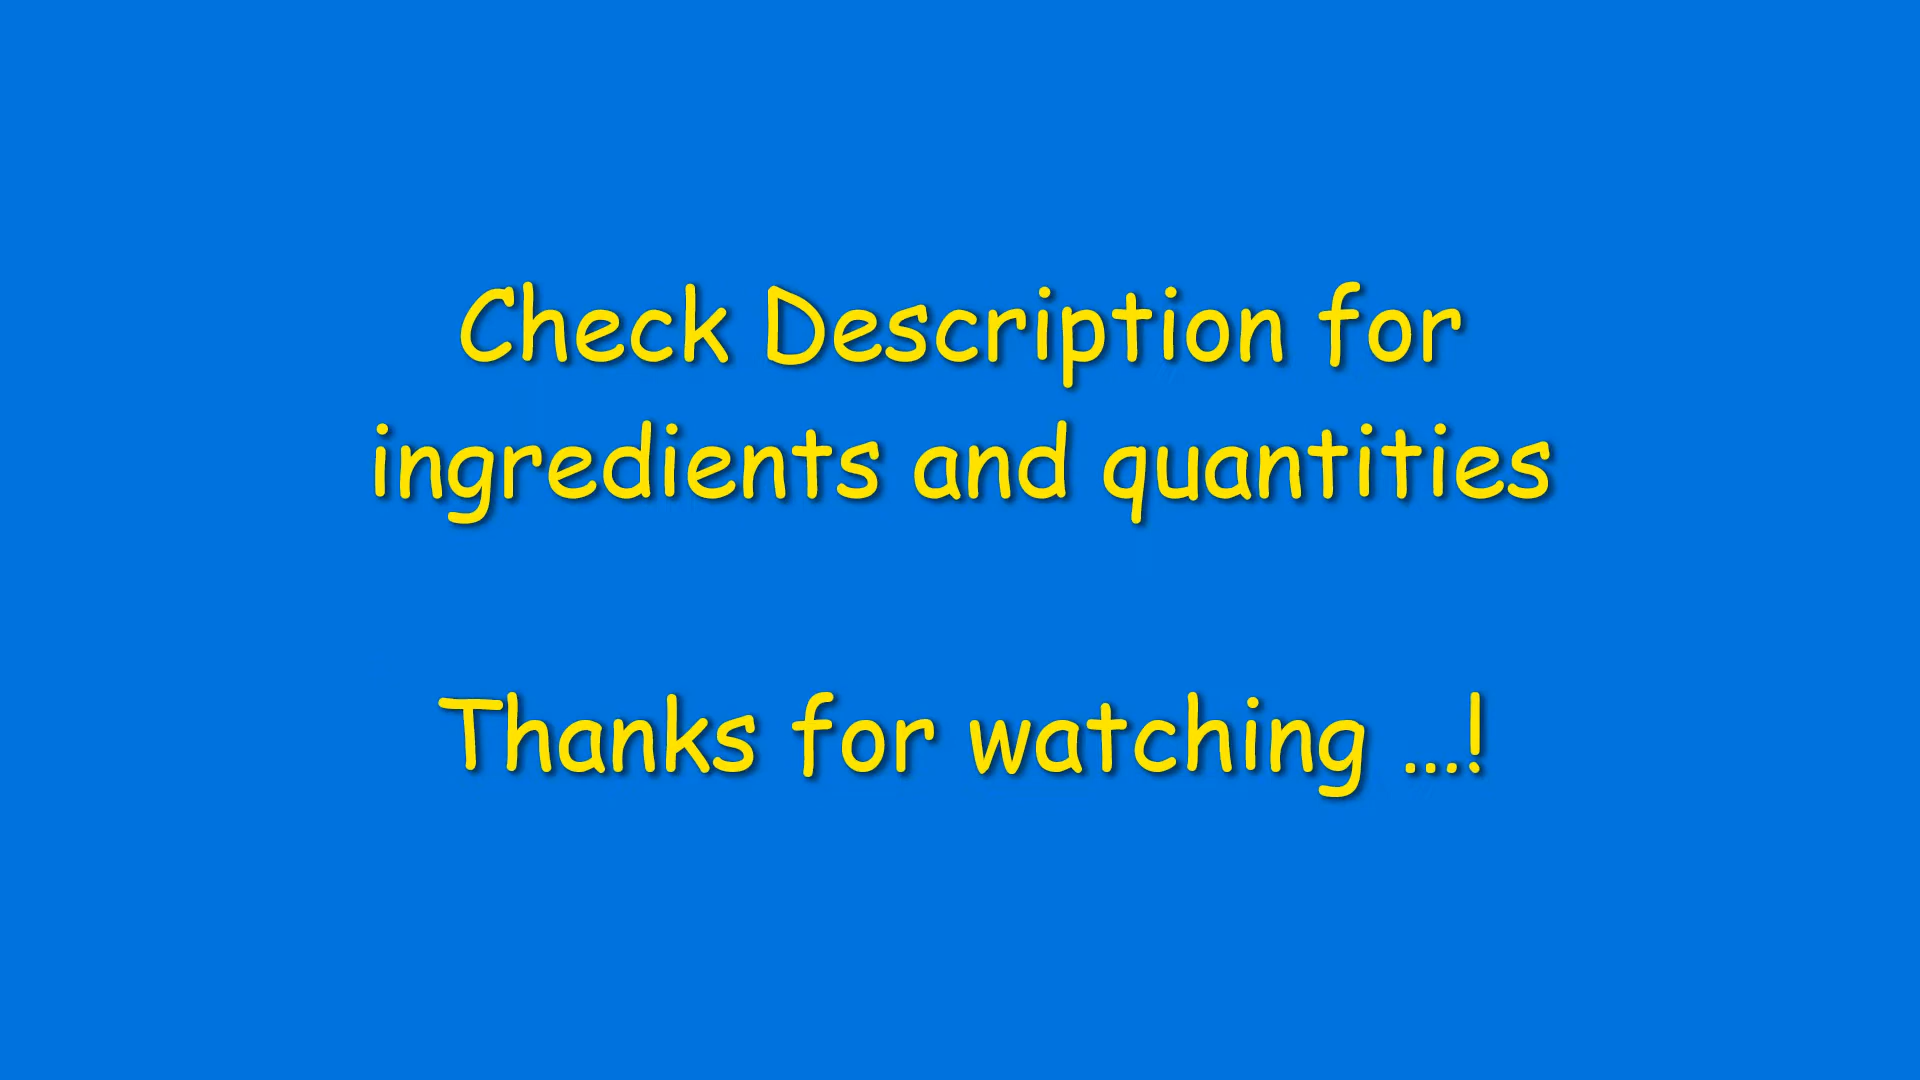 Check Description for
ingredients and quantities
Thanks for watching ...!